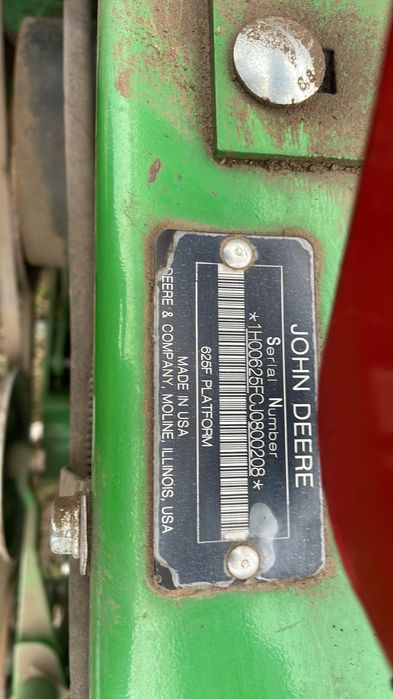 JOHN DEERE
Serial Number
*1H00625FCJ0800208*
625F PLATFORM
MADE IN USA
DEERE & COMPANY, MOLINE, ILLINOIS, USA